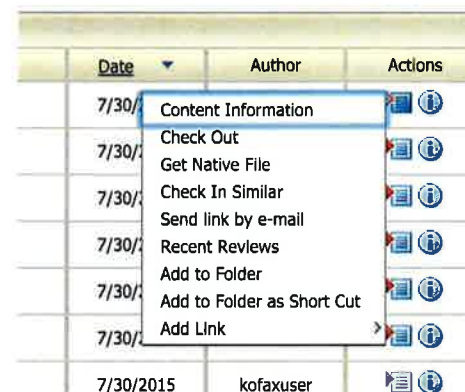 Date Author Actions
7/30/
Content Information
7/30/
Check Out
Get Native File
7/30/
Check In Similar
Send link by e-mail
7/30/2
Recent Reviews
7/30/
Add to Folder
Add to Folder as Short Cut
7/30/
Add Link >
7/30/2015 kofaxuser